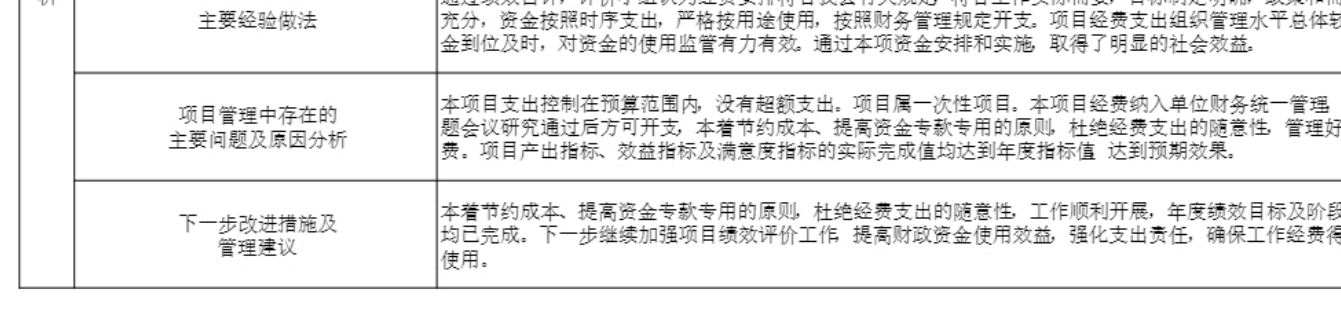 析
主要经验做法
充分，资金按照时序支出，严格按用途使用，按照财务管理规定开支。项目经费支出组织管理水平总体
金到位及时，对资金的使用监管有力有效。通过本项资金安排和实施，取得了明显的社会效益。
项目管理中存在的
主要问题及原因分析
本项目支出控制在预算范围内，没有超额支出。项目属一次性项目。本项目经费纳入单位财务统一管理，
题会议研究通过后方可开支，本着节约成本、提高资金专款专用的原则，杜绝经费支出的随意性，管理好
费。项目产出指标、效益指标及满意度指标的实际完成值均达到年度指标值，达到预期效果。
下一步改进措施及
管理建议
本着节约成本、提高资金专款专用的原则，杜绝经费支出的随意性，工作顺利开展，年度绩效目标及阶段
均已完成。下一步继续加强项目绩效评价工作，提高财政资金使用效益，强化支出责任，确保工作经费得
使用。